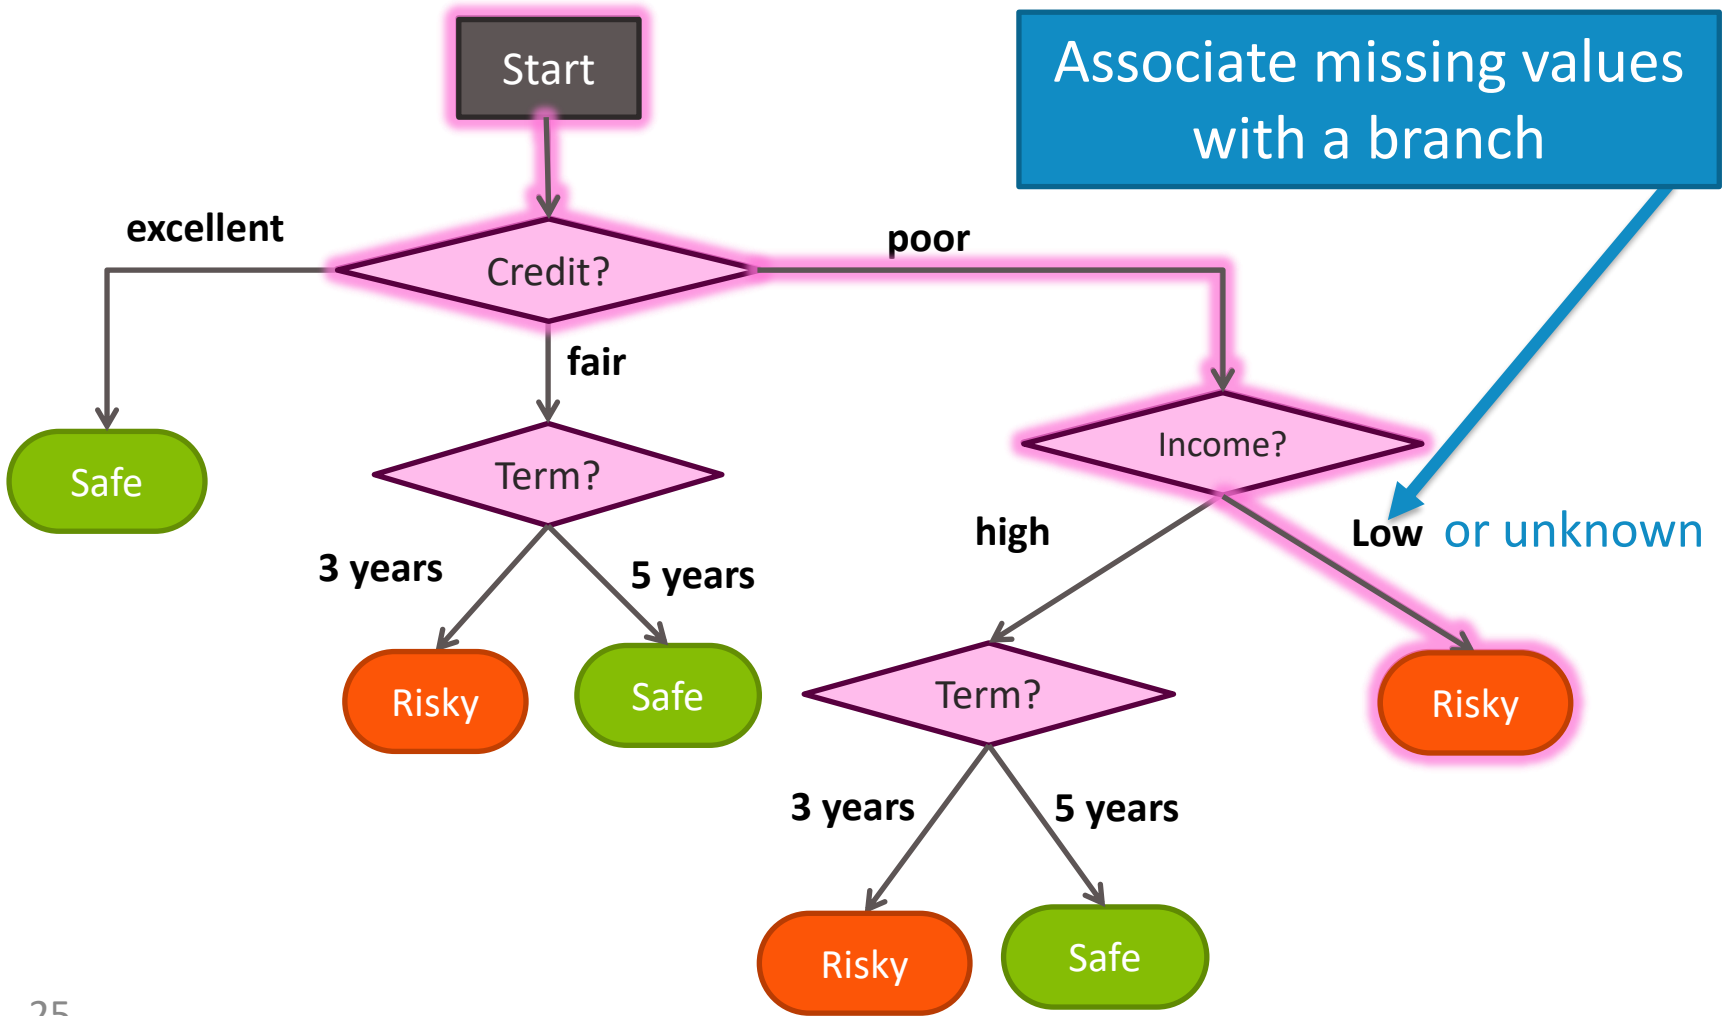 Start
Associate missing values
with a branch
excellent
poor
Credit?
fair
Safe
Term?
Income?
high
Low or unknown
3 years
5 years
Risky
Safe
Term?
Risky
3 years
5 years
Risky
Safe
25